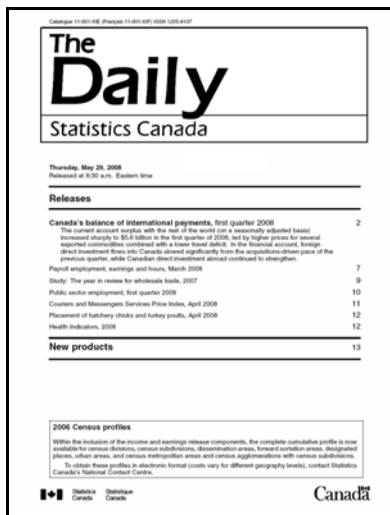 Catalogue 11-001-XIE (Français 11-001-XIF) ISSN 1205-9137
The
Daily
Statistics Canada
Thursday, May 29, 2008
Released at 8:30 a.m. Eastern time
Releases
Canada's balance of international payments, first quarter 2008 2
The current account surplus with the rest of the world (on a seasonally adjusted basis)
increased sharply to $5.6 billion in the first quarter of 2008, led by higher prices for several
exported commodities combined with a lower travel deficit. In the financial account, foreign
direct investment flows into Canada slowed significantly from the acquisitions-driven pace of the
previous quarter, while Canadian direct investment abroad continued to strengthen.
Payroll employment, earnings and hours, March 2008 7
Study: The year in review for wholesale trade, 2007 9
Public sector employment, first quarter 2008 10
Couriers and Messengers Services Price Index, April 2008 11
Placement of hatchery chicks and turkey poults, April 2008 12
Health Indicators, 2008 12
New products 13
2006 Census profiles
Within the inclusion of the income and earnings release components, the complete cumulative profile is now
available for census divisions, census subdivisions, dissemination areas, forward sortation areas, designated
places, urban areas, and census metropolitan areas and census agglomerations with census subdivisions.
To obtain these profiles in electronic format (costs vary for different geography levels), contact Statistics
Canada's National Contact Centre.
Statistics Statistique
Canada Canada
Canada